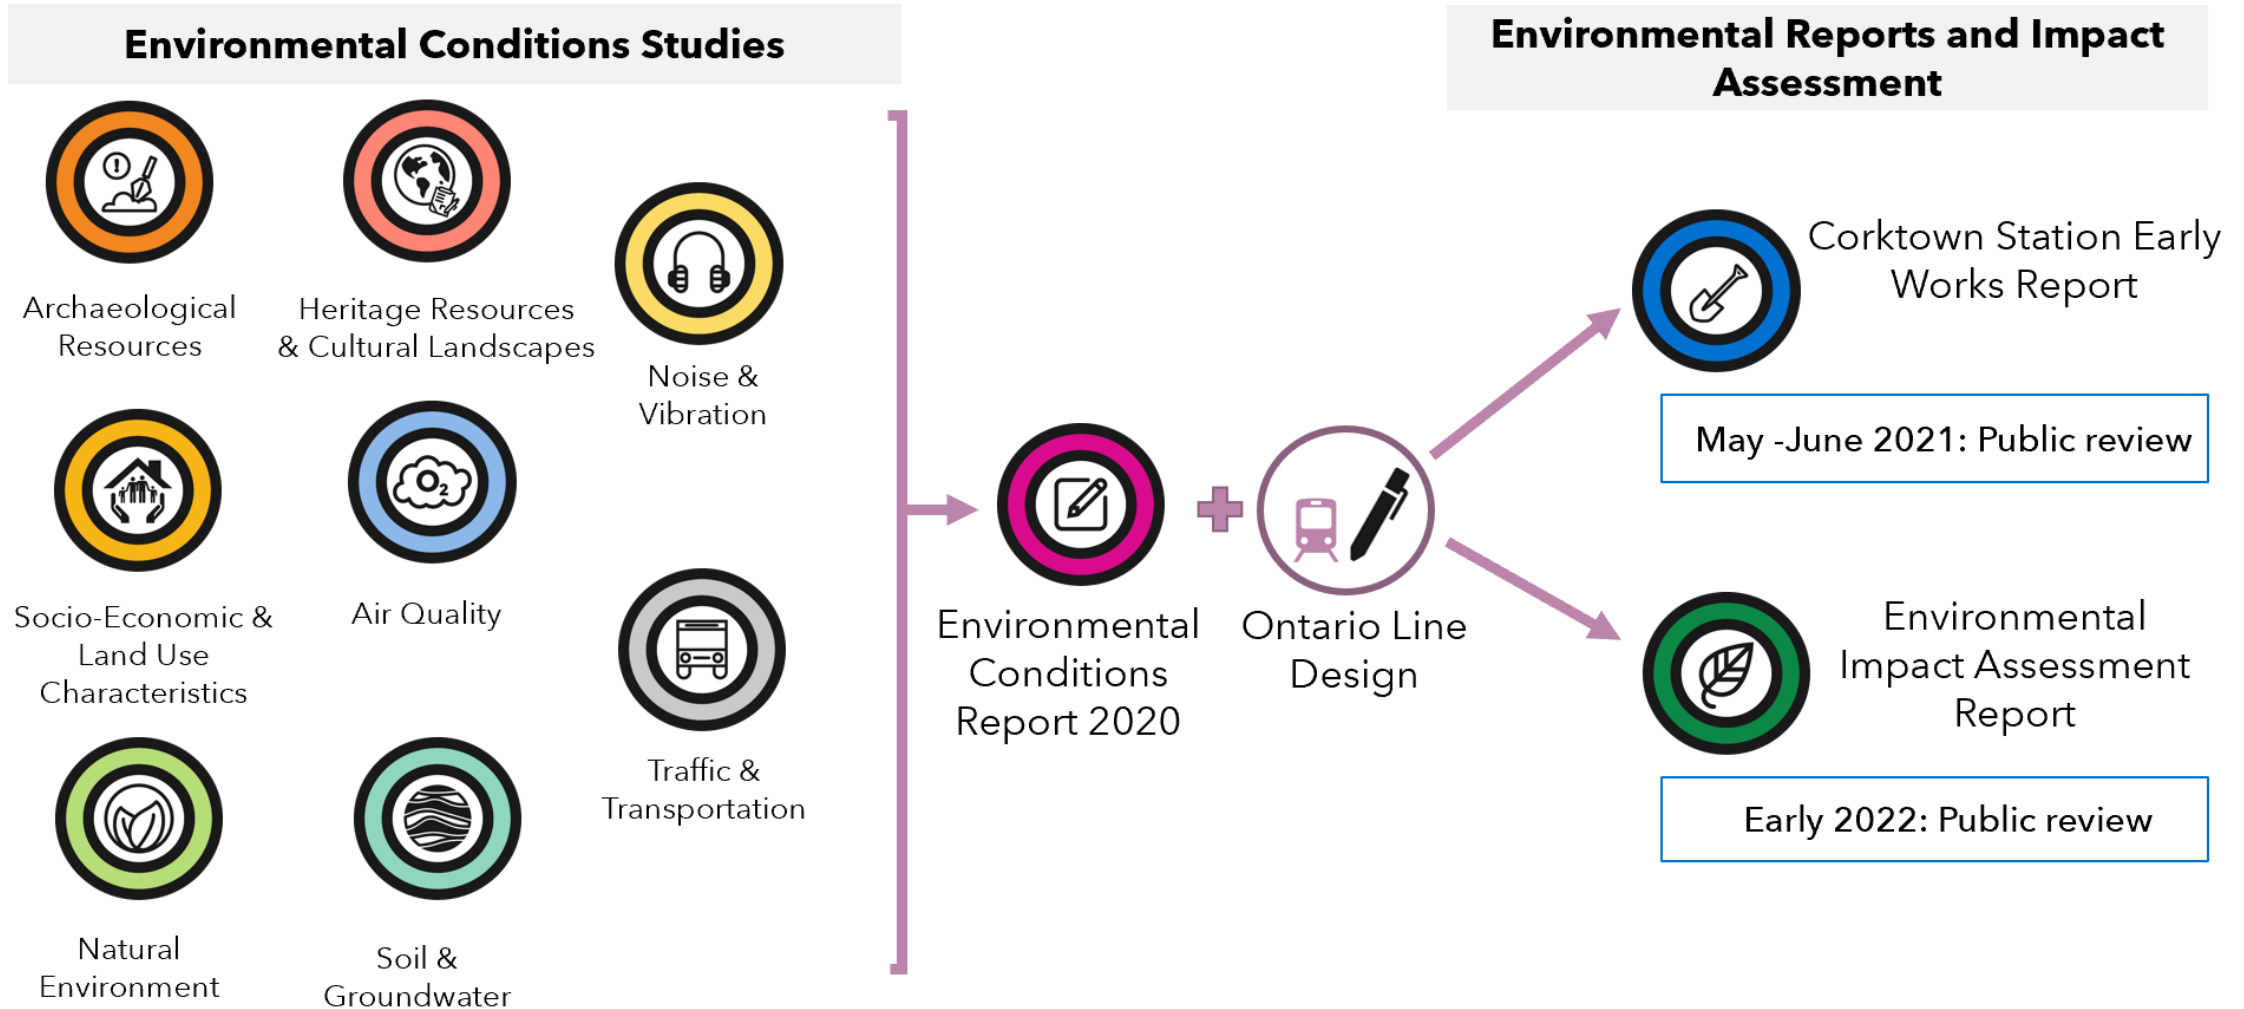 Environmental Conditions Studies
Environmental Reports and Impact
Assessment
Archaeological
Resources
Heritage Resources
& Cultural Landscapes
Noise &
Vibration
Socio-Economic &
Land Use
Characteristics
O2
Air Quality
Traffic &
Transportation
Natural
Environment
Soil &
Groundwater
Environmental
Conditions
Report 2020
Ontario Line
Design
Corktown Station Early
Works Report
May -June 2021: Public review
Environmental
Impact Assessment
Report
Early 2022: Public review